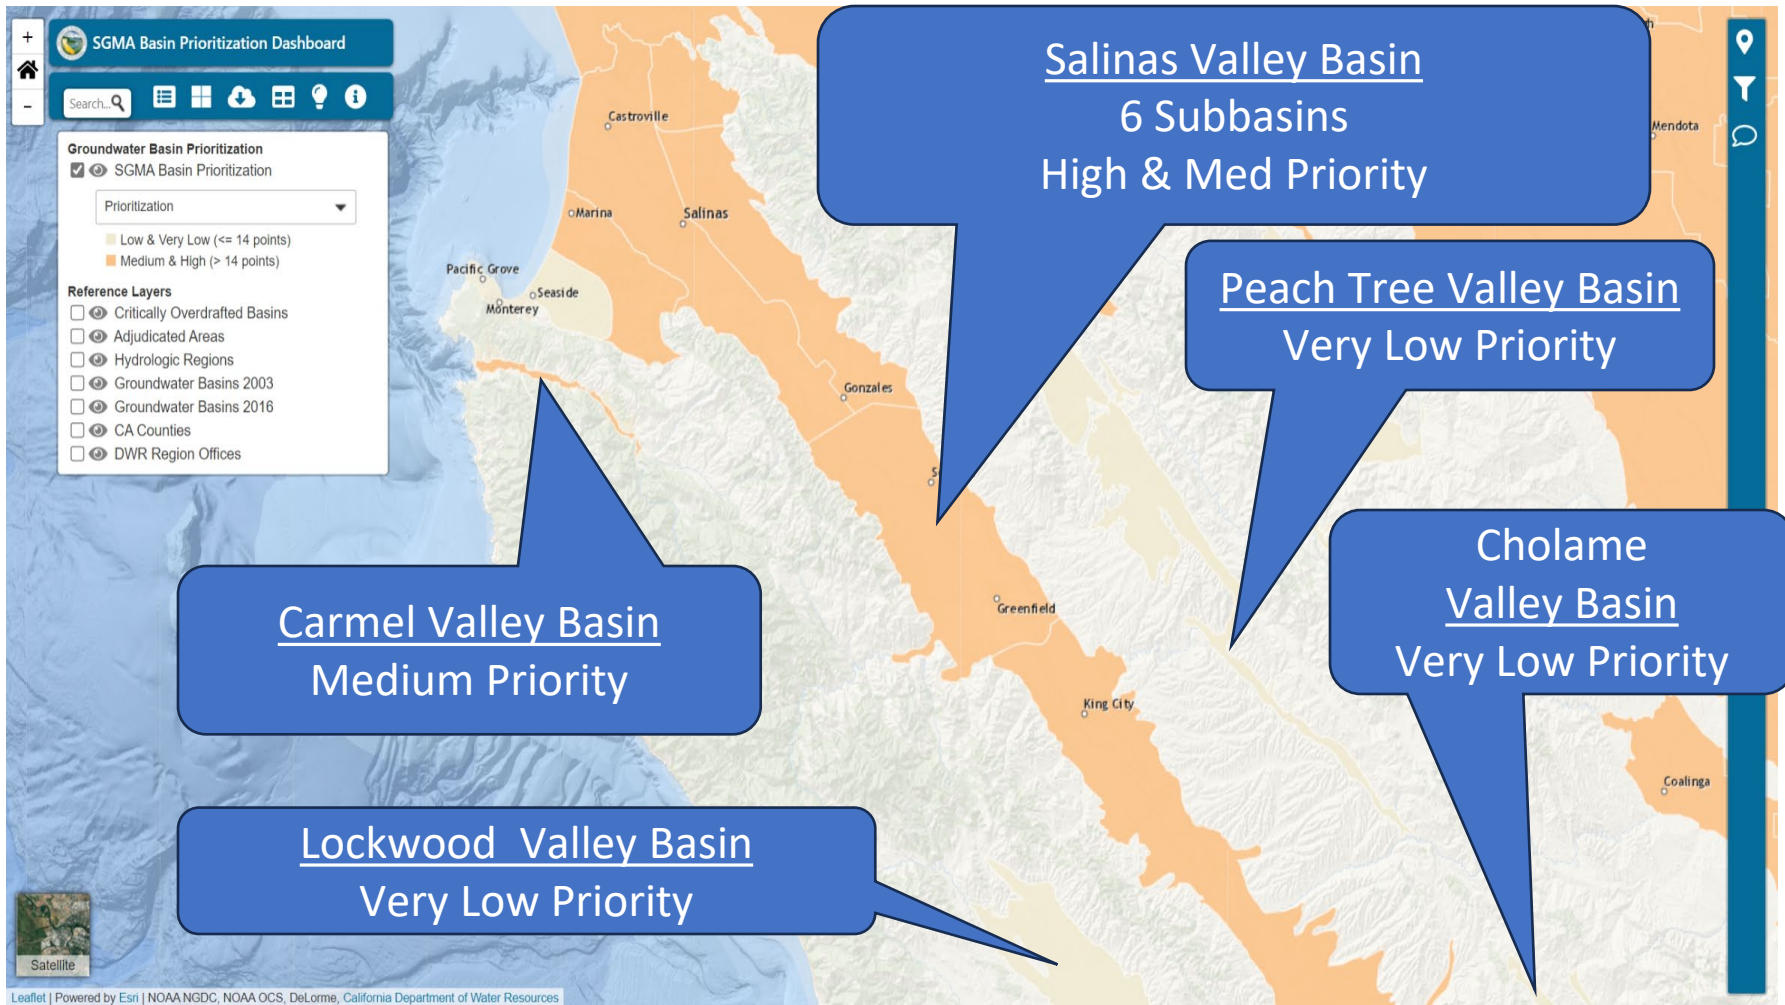 +
-
SGMA Basin Prioritization Dashboard
Search...
Groundwater Basin Prioritization
SGMA Basin Prioritization
Prioritization
Low & Very Low (<= 14 points)
Medium & High (> 14 points)
Reference Layers
Critically Overdrafted Basins
Adjudicated Areas
Hydrologic Regions
Groundwater Basins 2003
Groundwater Basins 2016
CA Counties
DWR Region Offices
Salinas Valley Basin
6 Subbasins
High & Med Priority
Castroville
Mendota
Marina
Salinas
Pacific Grove
Seaside
Monterey
Peach Tree Valley Basin
Very Low Priority
Gonzales
Cholame
Valley Basin
Very Low Priority
Carmel Valley Basin
Medium Priority
Greenfield
King City
Coalinga
Lockwood  Valley Basin
Very Low Priority
Satellite
Leaflet | Powered by Esri | NOAA NGDC, NOAA OCS, DeLorme, California Department of Water Resources